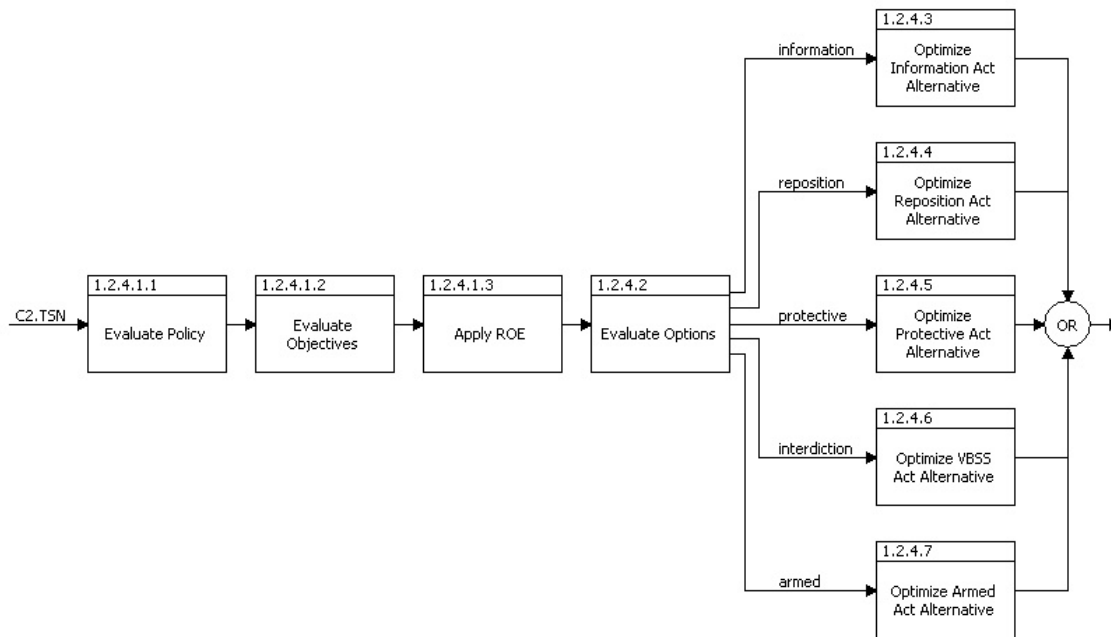 1.2.4.3
information
Optimize
Information Act
Alternative
1.2.4.4
reposition
Optimize
Reposition Act
Alternative
C2.TSN
1.2.4.1.1
Evaluate Policy
1.2.4.1.2
Evaluate
Objectives
1.2.4.1.3
Apply ROE
1.2.4.2
Evaluate Options
protective
1.2.4.5
Optimize
Protective Act
Alternative
OR
1.2.4.6
interdiction
Optimize VBSS
Act Alternative
1.2.4.7
armed
Optimize Armed
Act Alternative